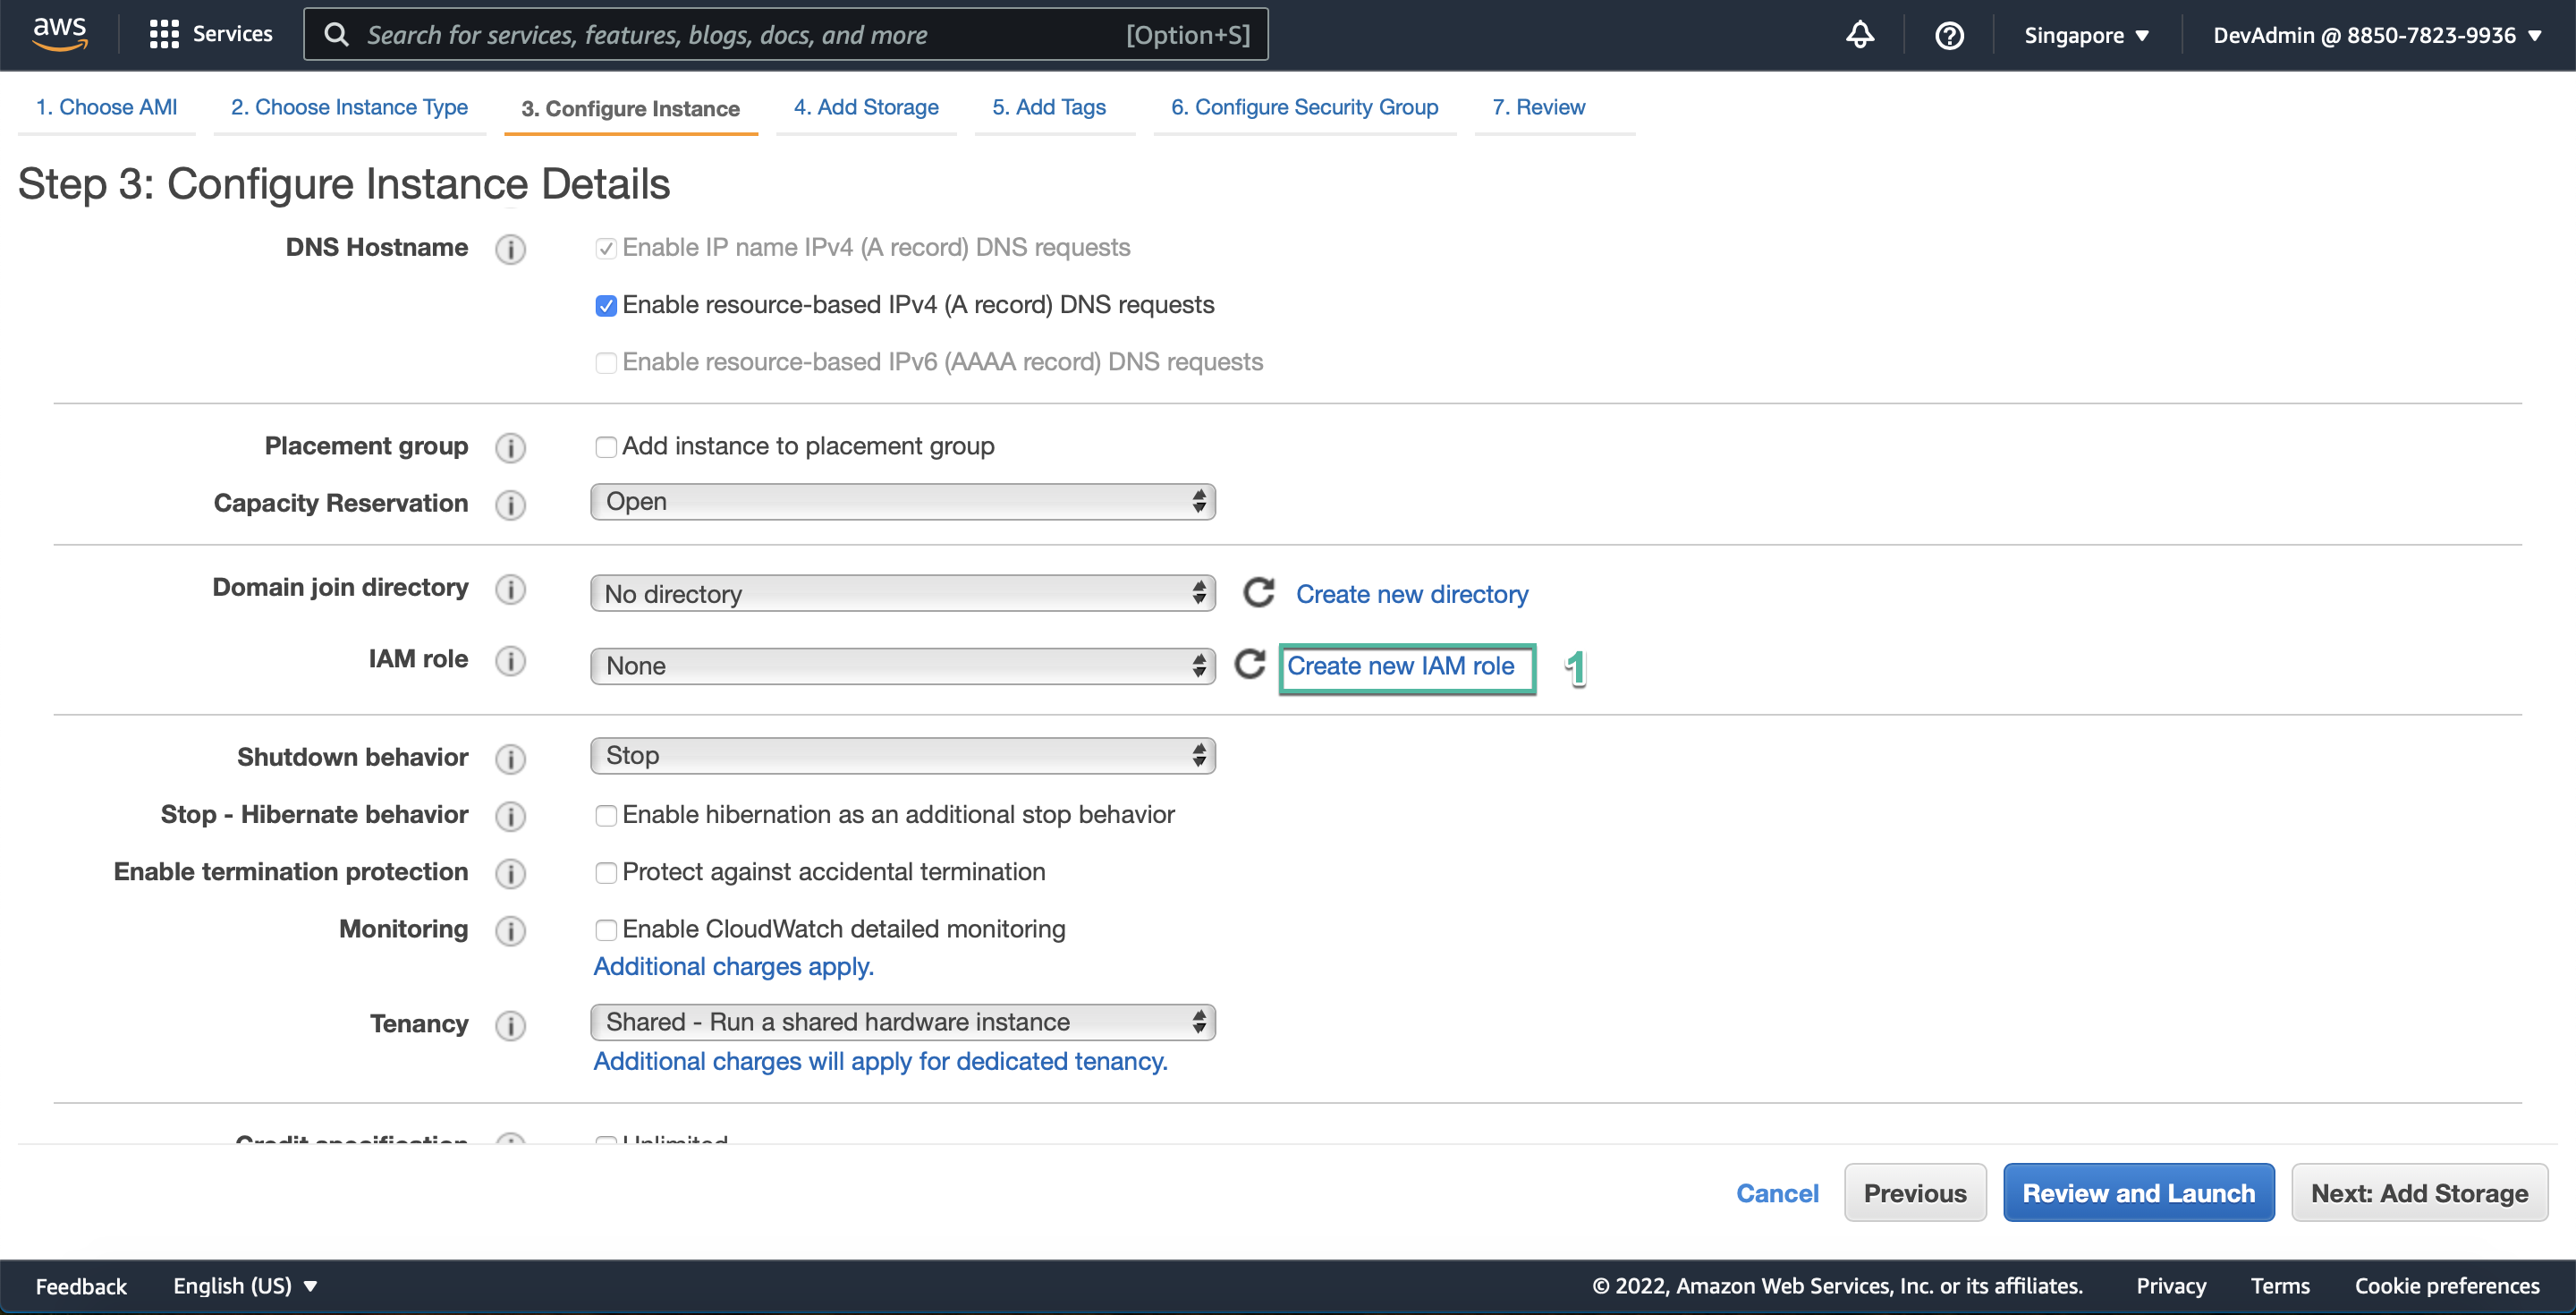 aws Services Search for services, features, blogs, docs, and more [Option+S] Singapore ▼ DevAdmin @ 8850-7823-9936 ▼
1. Choose AMI 2. Choose Instance Type 3. Configure Instance 4. Add Storage 5. Add Tags 6. Configure Security Group 7. Review
Step 3: Configure Instance Details
DNS Hostname Enable IP name IPv4 (A record) DNS requests
Enable resource-based IPv4 (A record) DNS requests
Enable resource-based IPv6 (AAAA record) DNS requests
Placement group Add instance to placement group
Capacity Reservation Open
Domain join directory No directory Create new directory
IAM role None Create new IAM role 1
Shutdown behavior Stop
Stop - Hibernate behavior Enable hibernation as an additional stop behavior
Enable termination protection Protect against accidental termination
Monitoring Enable CloudWatch detailed monitoring
Additional charges apply.
Tenancy Shared - Run a shared hardware instance
Additional charges will apply for dedicated tenancy.
Credit specification Unlimited
Cancel Previous Review and Launch Next: Add Storage
Feedback English (US) ▼ © 2022, Amazon Web Services, Inc. or its affiliates. Privacy Terms Cookie preferences